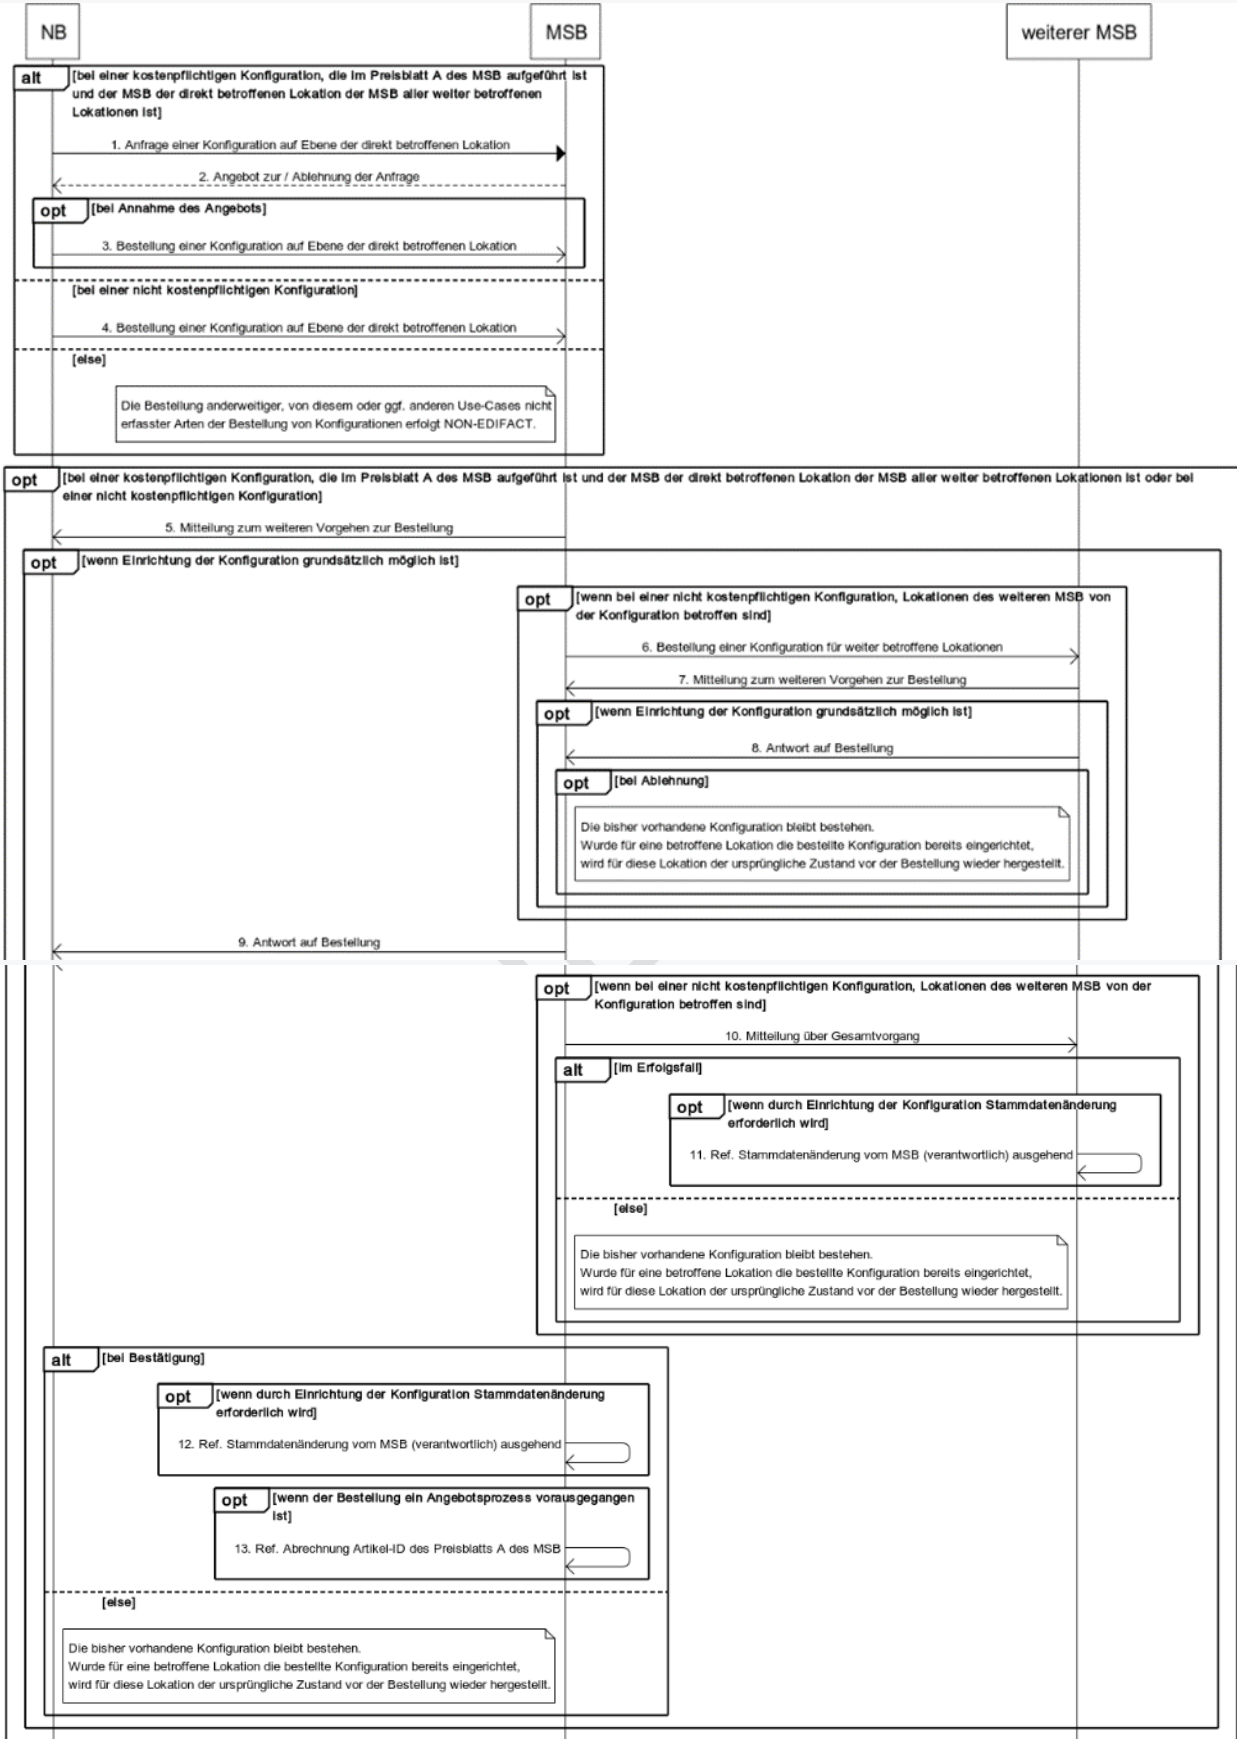 NB
MSB
weiterer MSB
alt
[bei einer kostenpflichtigen Konfiguration, die im Preisblatt A des MSB aufgeführt ist
und der MSB der direkt betroffenen Lokation der MSB aller weiter betroffenen
Lokationen ist]
1. Anfrage einer Konfiguration auf Ebene der direkt betroffenen Lokation
2. Angebot zur / Ablehnung der Anfrage
opt
[bei Annahme des Angebots]
3. Bestellung einer Konfiguration auf Ebene der direkt betroffenen Lokation
[bei einer nicht kostenpflichtigen Konfiguration]
4. Bestellung einer Konfiguration auf Ebene der direkt betroffenen Lokation
[else]
Die Bestellung anderweitiger, von diesem oder ggf. anderen Use-Cases nicht
erfasster Arten der Bestellung von Konfigurationen erfolgt NON-EDIFACT.
opt
[bei einer kostenpflichtigen Konfiguration, die im Preisblatt A des MSB aufgeführt ist und der MSB der direkt betroffenen Lokation der MSB aller weiter betroffenen Lokationen ist oder bei
einer nicht kostenpflichtigen Konfiguration]
5. Mitteilung zum weiteren Vorgehen zur Bestellung
opt
[wenn Einrichtung der Konfiguration grundsätzlich möglich ist]
opt
[wenn bei einer nicht kostenpflichtigen Konfiguration, Lokationen des weiteren MSB von
der Konfiguration betroffen sind]
6. Bestellung einer Konfiguration für weiter betroffene Lokationen
7. Mitteilung zum weiteren Vorgehen zur Bestellung
opt
[wenn Einrichtung der Konfiguration grundsätzlich möglich ist]
8. Antwort auf Bestellung
opt
[bei Ablehnung]
Die bisher vorhandene Konfiguration bleibt bestehen.
Wurde für eine betroffene Lokation die bestellte Konfiguration bereits eingerichtet,
wird für diese Lokation der ursprüngliche Zustand vor der Bestellung wieder hergestellt.
9. Antwort auf Bestellung
opt
[wenn bei einer nicht kostenpflichtigen Konfiguration, Lokationen des weiteren MSB von der
Konfiguration betroffen sind]
10. Mitteilung über Gesamtvorgang
alt
[im Erfolgsfall]
opt
[wenn durch Einrichtung der Konfiguration Stammdatenänderung
erforderlich wird]
11. Ref. Stammdatenänderung vom MSB (verantwortlich) ausgehend
[else]
Die bisher vorhandene Konfiguration bleibt bestehen.
Wurde für eine betroffene Lokation die bestellte Konfiguration bereits eingerichtet,
wird für diese Lokation der ursprüngliche Zustand vor der Bestellung wieder hergestellt.
alt
[bei Bestätigung]
opt
[wenn durch Einrichtung der Konfiguration Stammdatenänderung
erforderlich wird]
12. Ref. Stammdatenänderung vom MSB (verantwortlich) ausgehend
opt
[wenn der Bestellung ein Angebotsprozess vorausgegangen
ist]
13. Ref. Abrechnung Artikel-ID des Preisblatts A des MSB
[else]
Die bisher vorhandene Konfiguration bleibt bestehen.
Wurde für eine betroffene Lokation die bestellte Konfiguration bereits eingerichtet,
wird für diese Lokation der ursprüngliche Zustand vor der Bestellung wieder hergestellt.